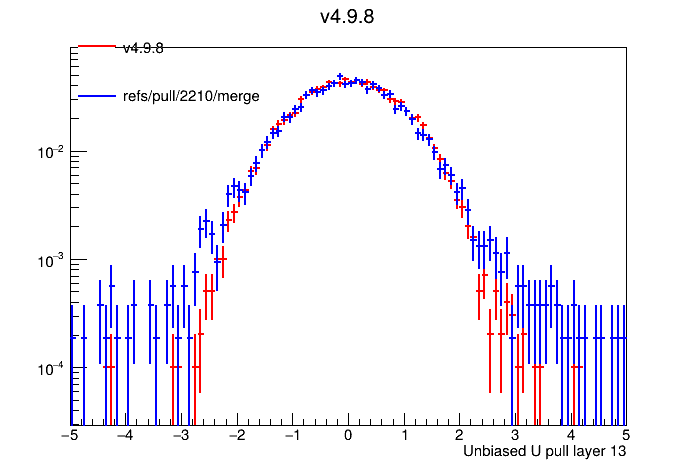 v4.9.8
v4.9.8
refs/pull/2210/merge
10⁻²
10⁻³
10⁻⁴
−5 −4 −3 −2 −1 0 1 2 3 4 5
Unbiased U pull layer 13